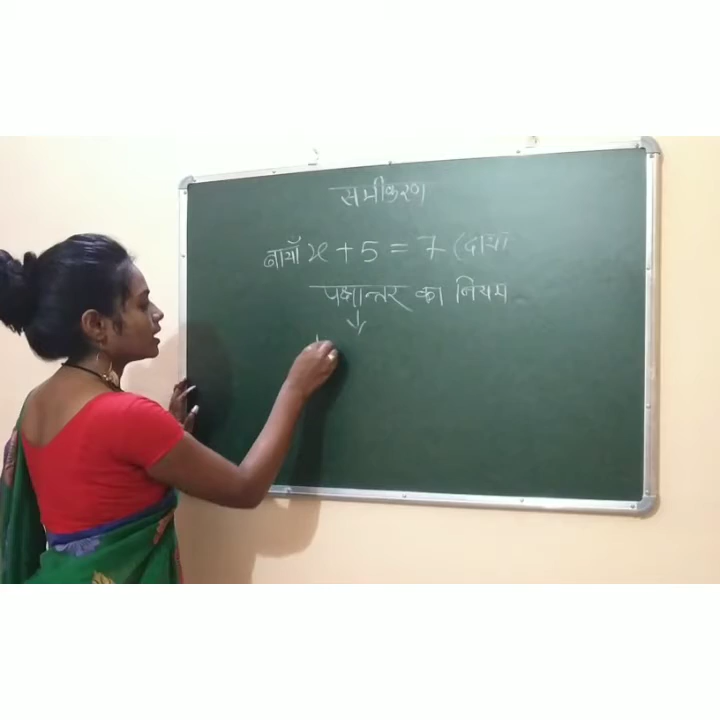 समीकरण
बायाँ x + 5 = 7 (दायाँ
पक्षान्तर का नियम